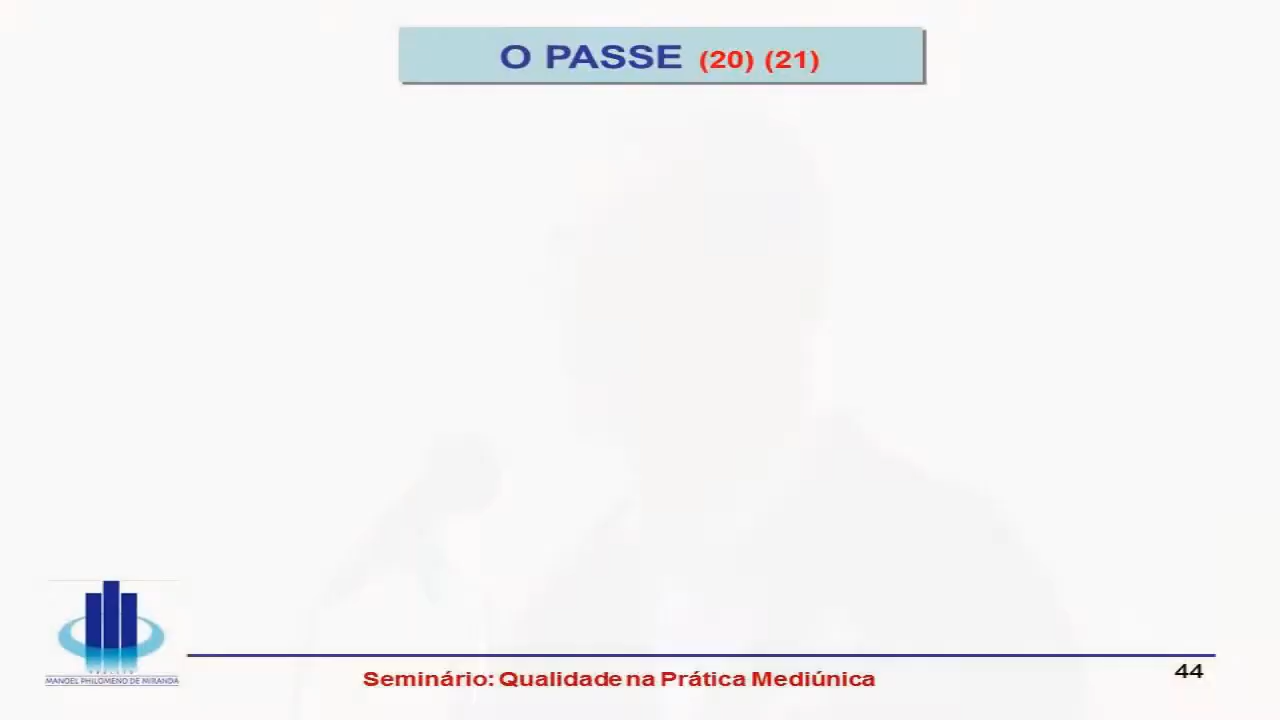 O PASSE (20) (21)
MANOEL PHILOMENO DE MIRANDA
Seminário: Qualidade na Prática Mediúnica
44